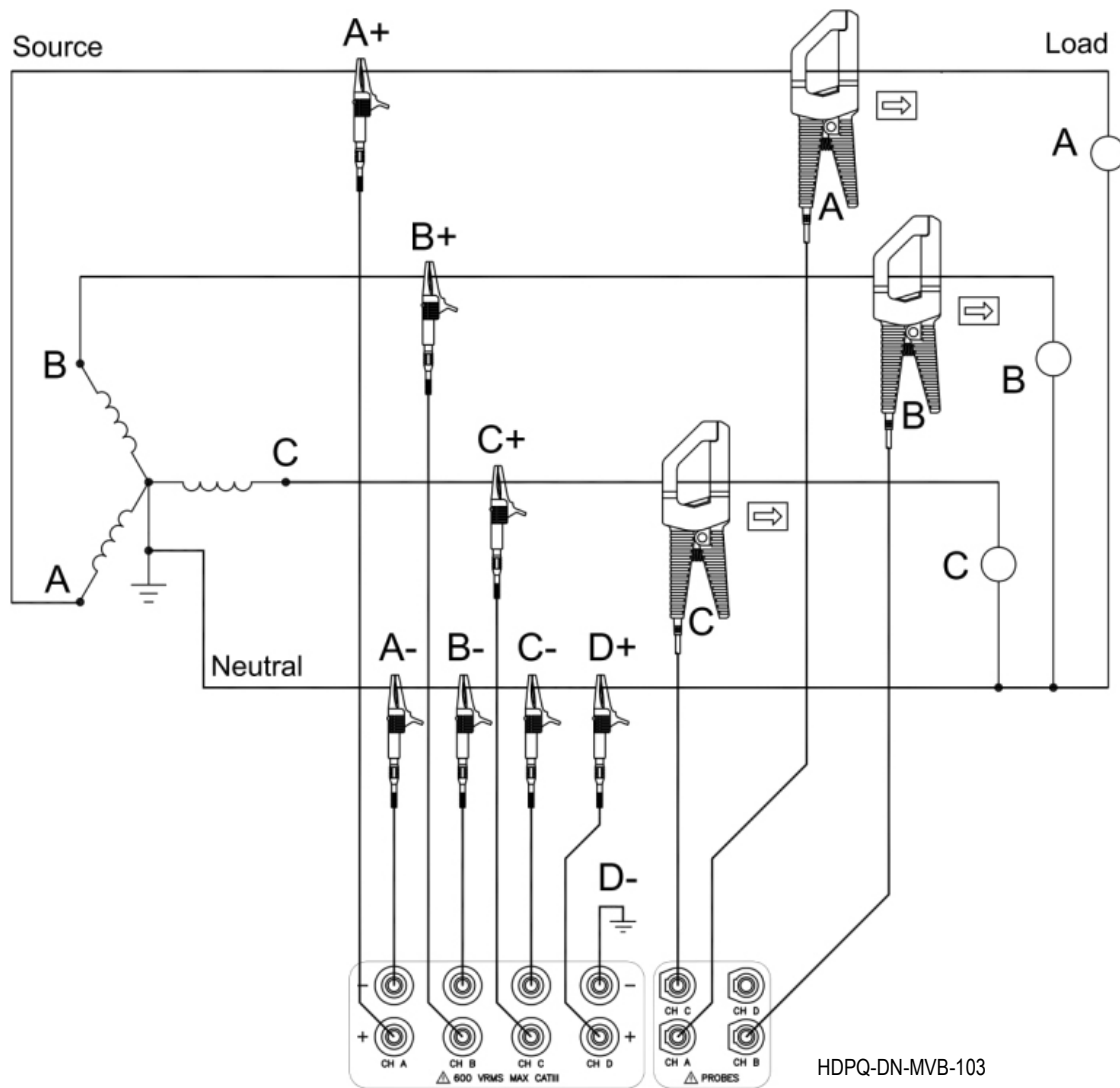 Source
A+
Load
A
A
B+
B
B
B
C+
C
C
C
A
Neutral
A-
B-
C-
D+
D-
-
-
+
+
CH A
CH B
CH C
CH D
⚠ 600 VRMS MAX CATIII
CH C
CH D
CH A
CH B
⚠ PROBES
HDPQ-DN-MVB-103